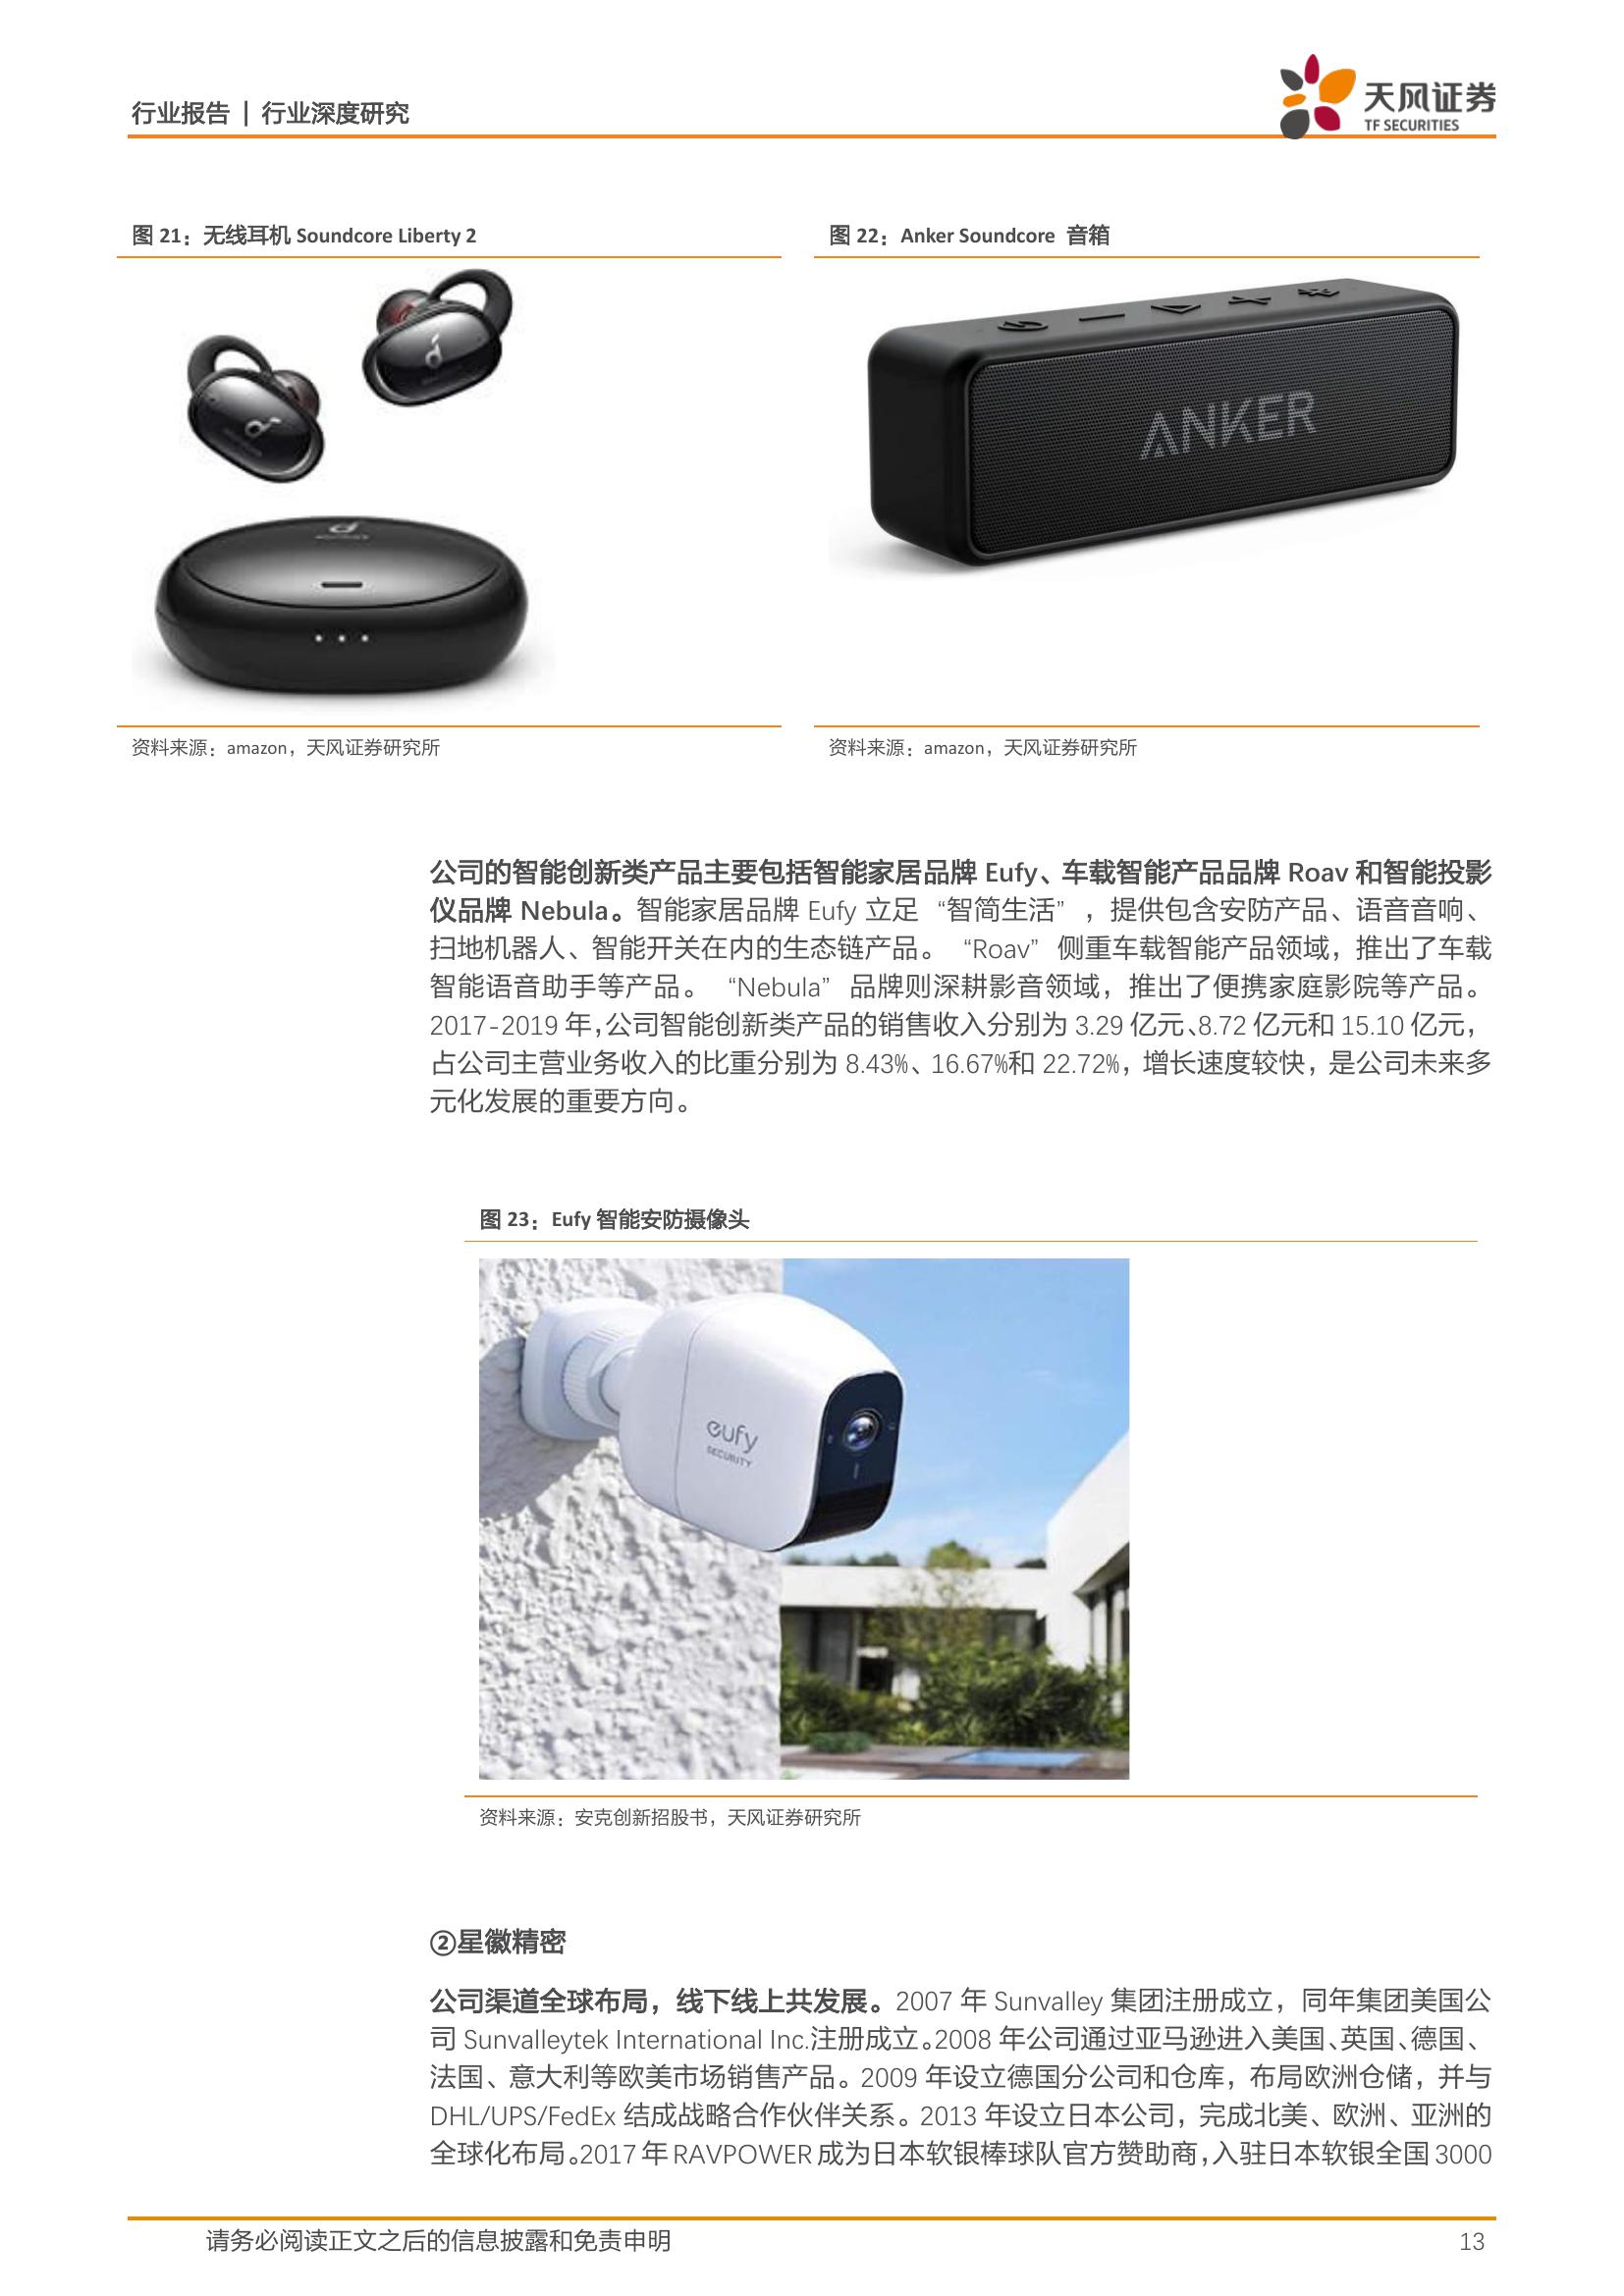 行业报告 | 行业深度研究
天风证券
TF SECURITIES
图 21：无线耳机 Soundcore Liberty 2
图 22：Anker Soundcore 音箱
ANKER
资料来源：amazon，天风证券研究所
资料来源：amazon，天风证券研究所
公司的智能创新类产品主要包括智能家居品牌 Eufy、车载智能产品品牌 Roav 和智能投影
仪品牌 Nebula。智能家居品牌 Eufy 立足 “智简生活” ，提供包含安防产品、语音音响、
扫地机器人、智能开关在内的生态链产品。 “Roav” 侧重车载智能产品领域，推出了车载
智能语音助手等产品。 “Nebula” 品牌则深耕影音领域，推出了便携家庭影院等产品。
2017-2019 年，公司智能创新类产品的销售收入分别为 3.29 亿元、8.72 亿元和 15.10 亿元，
占公司主营业务收入的比重分别为 8.43%、16.67%和 22.72%，增长速度较快，是公司未来多
元化发展的重要方向。
图 23：Eufy 智能安防摄像头
eufy
SECURITY
资料来源：安克创新招股书，天风证券研究所
②星徽精密
公司渠道全球布局，线下线上共发展。2007 年 Sunvalley 集团注册成立，同年集团美国公
司 Sunvalleytek International Inc.注册成立。2008 年公司通过亚马逊进入美国、英国、德国、
法国、意大利等欧美市场销售产品。2009 年设立德国分公司和仓库，布局欧洲仓储，并与
DHL/UPS/FedEx 结成战略合作伙伴关系。2013 年设立日本公司，完成北美、欧洲、亚洲的
全球化布局。2017 年 RAVPOWER 成为日本软银棒球队官方赞助商，入驻日本软银全国 3000
请务必阅读正文之后的信息披露和免责申明
13